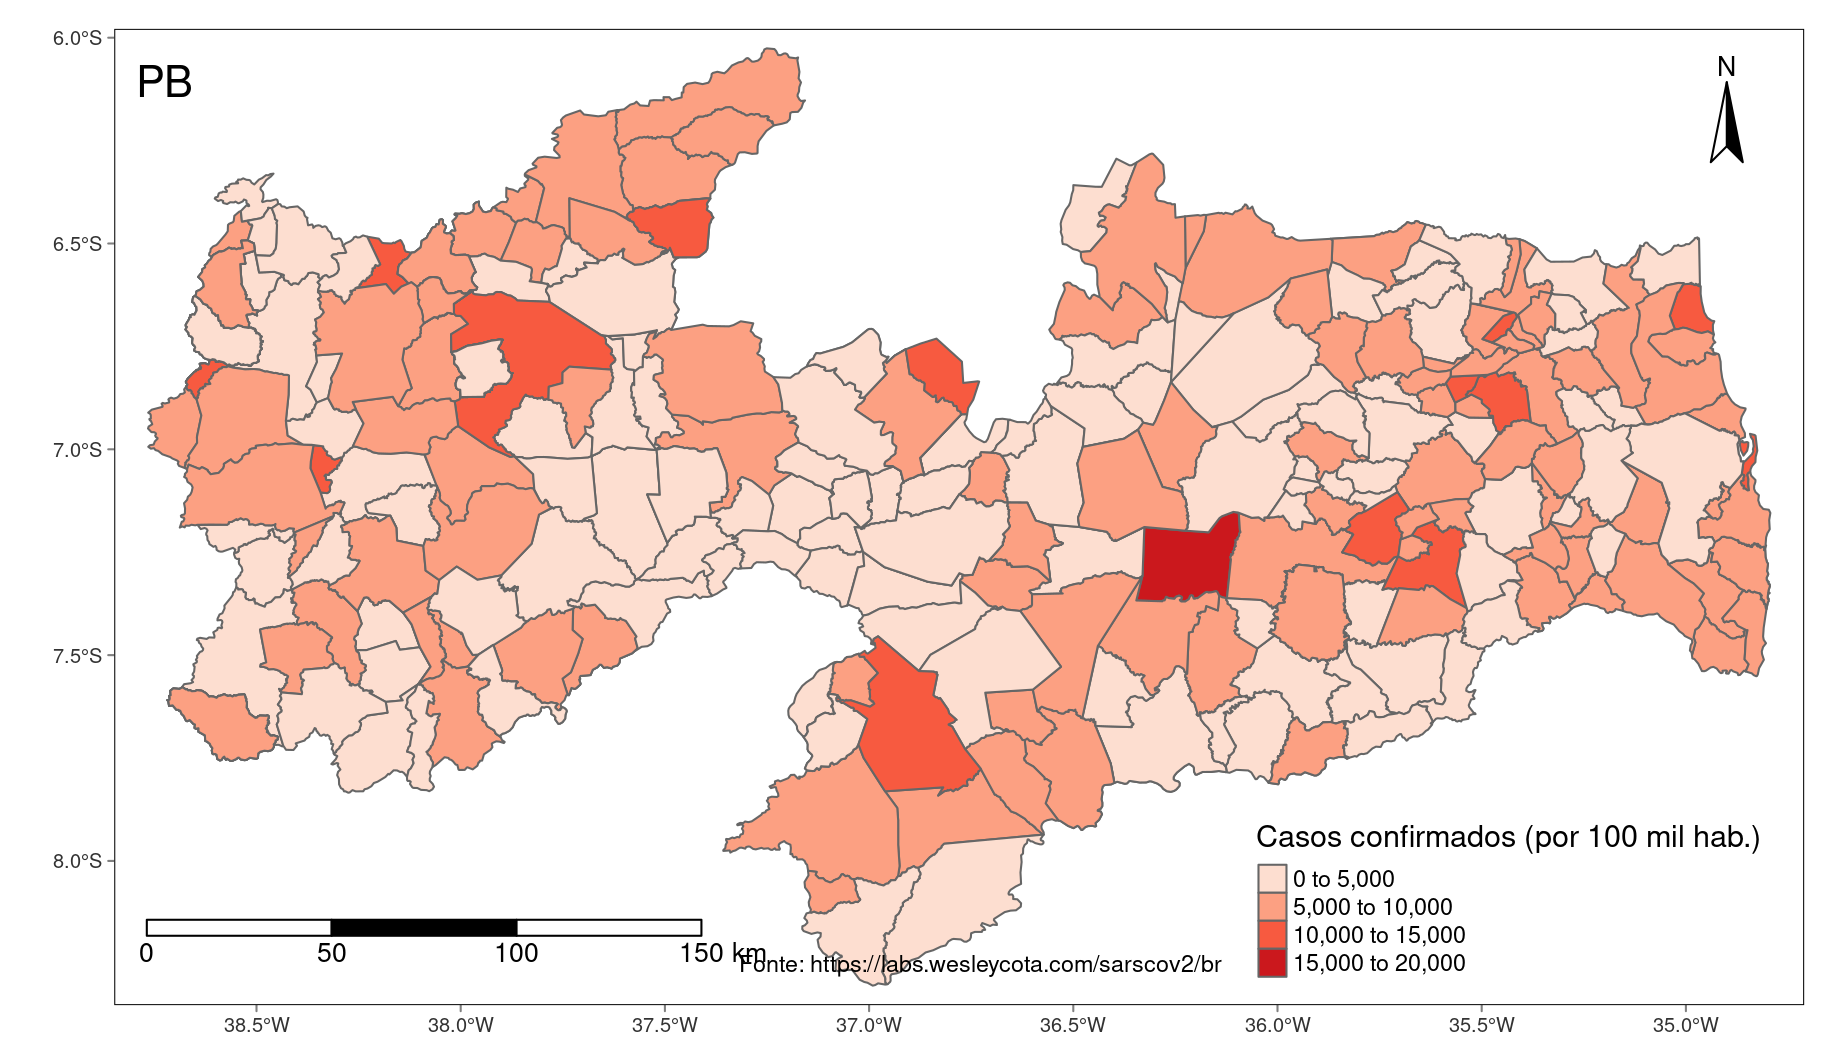 PB
N
6.0°S
6.5°S
7.0°S
7.5°S
8.0°S
Casos confirmados (por 100 mil hab.)
0 to 5,000
5,000 to 10,000
10,000 to 15,000
15,000 to 20,000
0 50 100 150 km
Fonte: https://labs.wesleycota.com/sarscov2/br
38.5°W 38.0°W 37.5°W 37.0°W 36.5°W 36.0°W 35.5°W 35.0°W